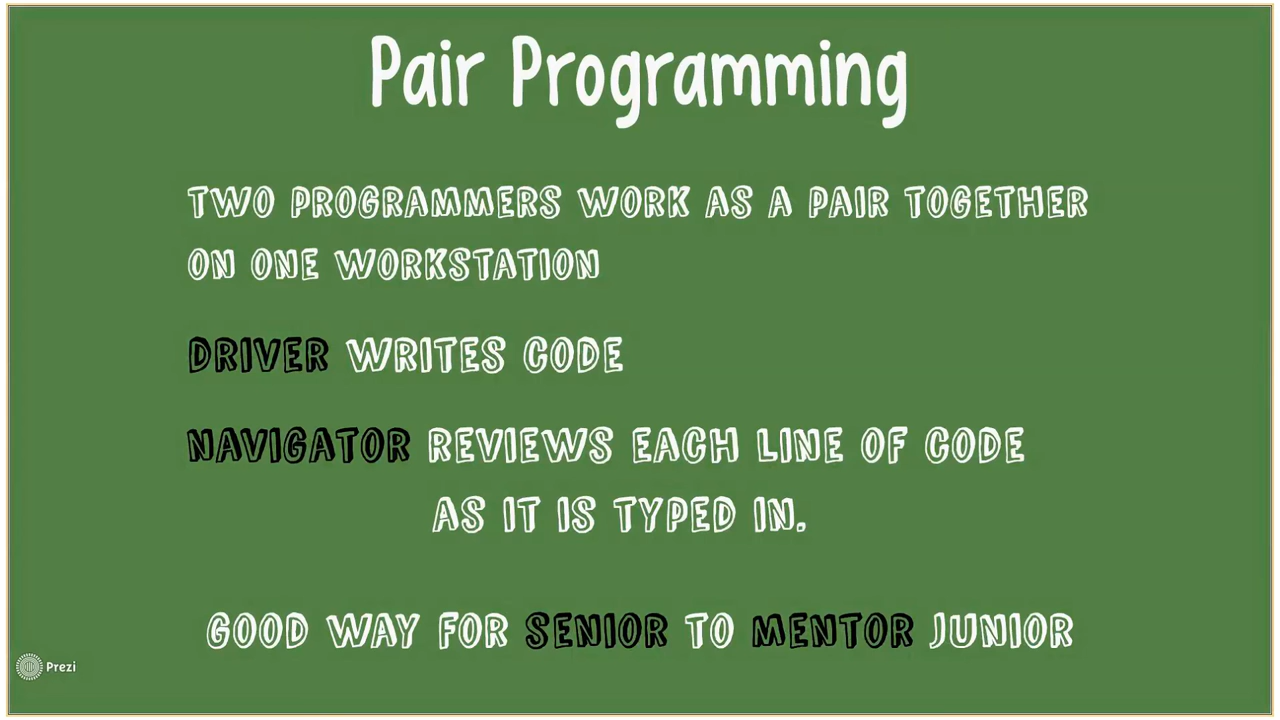 Pair Programming
TWO PROGRAMMERS WORK AS A PAIR TOGETHER
ON ONE WORKSTATION
DRIVER WRITES CODE
NAVIGATOR REVIEWS EACH LINE OF CODE
AS IT IS TYPED IN.
GOOD WAY FOR SENIOR TO MENTOR JUNIOR
Prezi